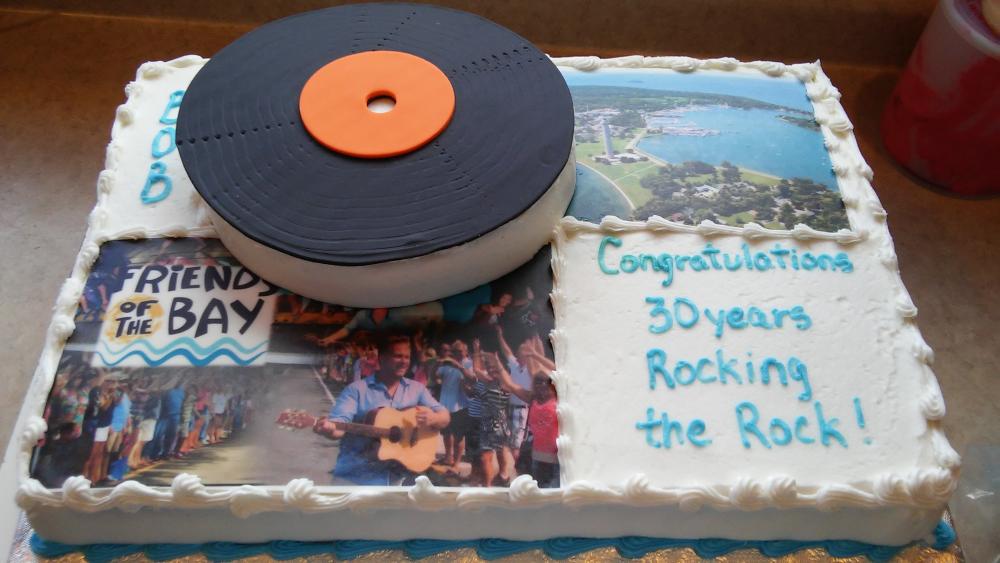 BOB
FRIENDS
OF THE BAY
Congratulations
30 years
Rocking
the Rock!